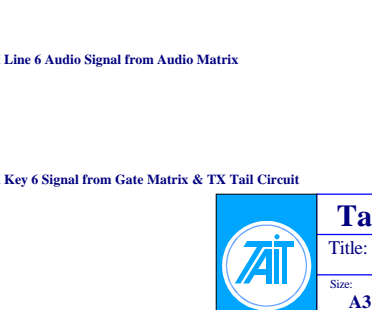 Line 6 Audio Signal from Audio Matrix
Key 6 Signal from Gate Matrix & TX Tail Circuit
TAIT
Ta
Title:
Size:
A3